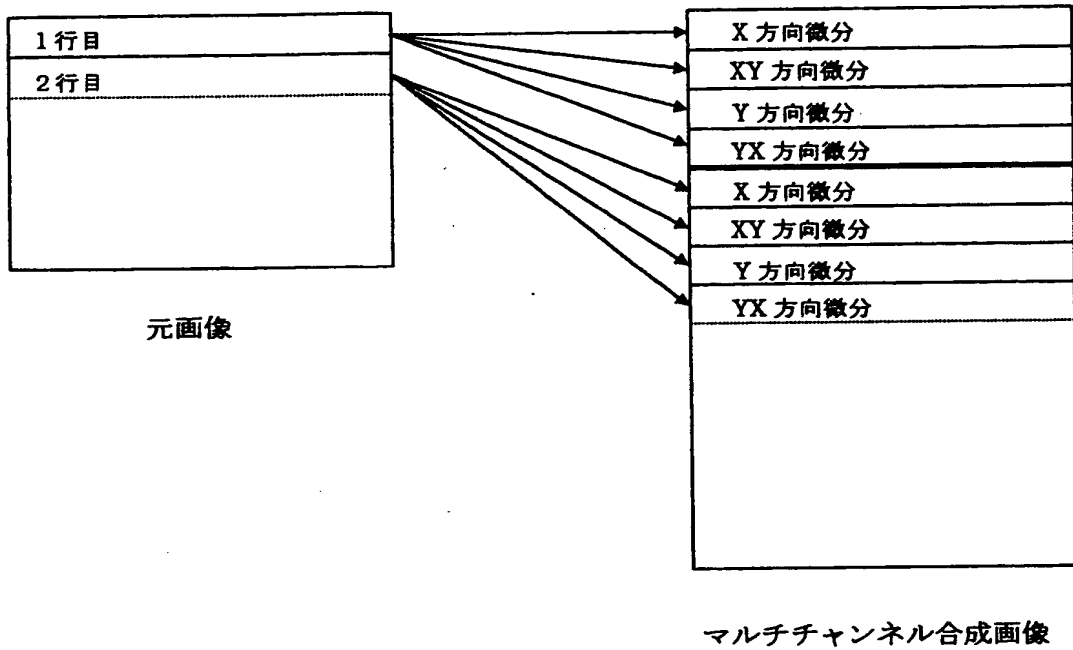 1行目
2行目
元画像
X 方向微分
XY 方向微分
Y 方向微分
YX 方向微分
X 方向微分
XY 方向微分
Y 方向微分
YX 方向微分
マルチチャンネル合成画像